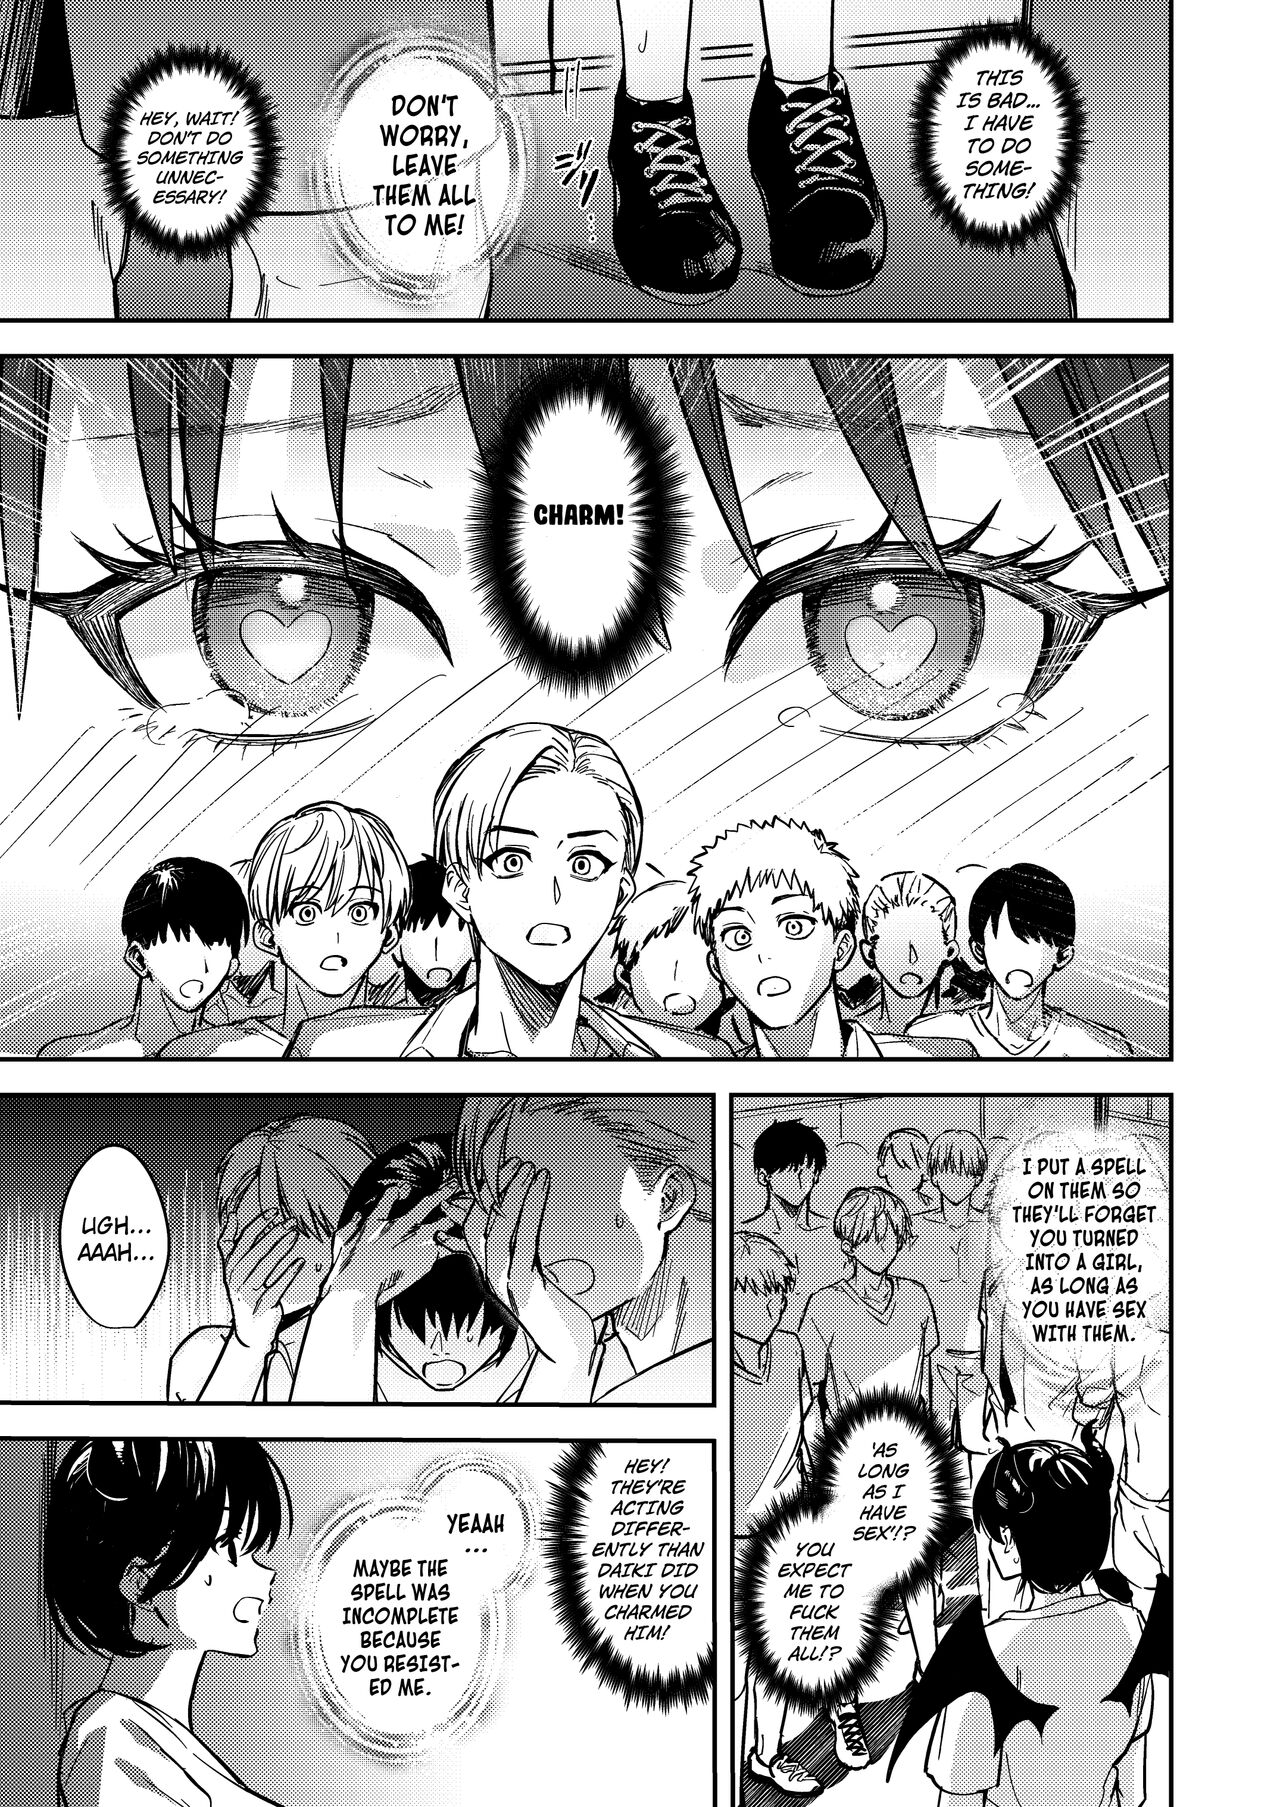 THIS
IS BAD...
I HAVE
TO DO
SOME-
THING!
DON'T
WORRY,
LEAVE
THEM ALL
TO ME!
HEY, WAIT!
DON'T DO
SOMETHING
UNNEC-
ESSARY!
CHARM!
I PUT A SPELL
ON THEM SO
THEY'LL FORGET
YOU TURNED
INTO A GIRL,
AS LONG AS
YOU HAVE SEX
WITH THEM.
'AS
LONG
AS I
HAVE
SEX'!?
YOU
EXPECT
ME TO
FUCK
THEM
ALL!?
UGH...
AAAH...
HEY!
THEY'RE
ACTING
DIFFER-
ENTLY THAN
DAIKI DID
WHEN YOU
CHARMED
HIM!
YEAAH
...
MAYBE THE
SPELL WAS
INCOMPLETE
BECAUSE
YOU RESIST-
ED ME.